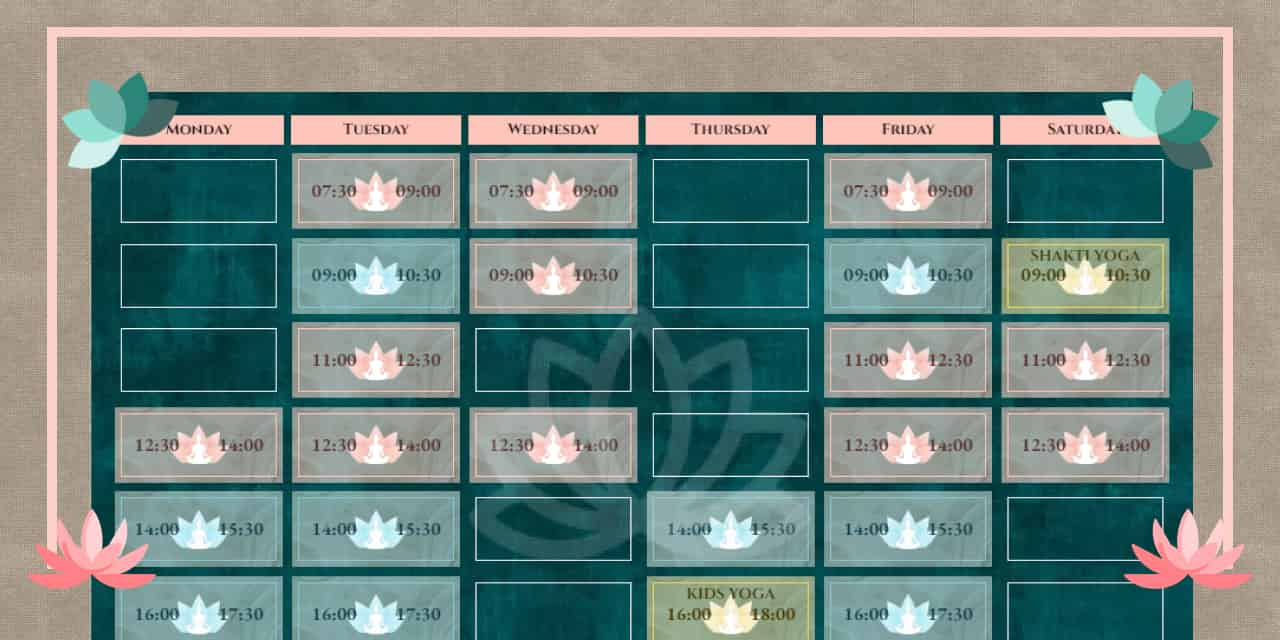 Monday Tuesday Wednesday Thursday Friday Saturday
07:30 09:00 07:30 09:00 07:30 09:00
09:00 10:30 09:00 10:30 09:00 10:30 SHAKTI YOGA 09:00 10:30
11:00 12:30 11:00 12:30 11:00 12:30
12:30 14:00 12:30 14:00 12:30 14:00 12:30 14:00 12:30 14:00
14:00 15:30 14:00 15:30 14:00 15:30 14:00 15:30
16:00 17:30 16:00 17:30 KIDS YOGA 16:00 18:00 16:00 17:30